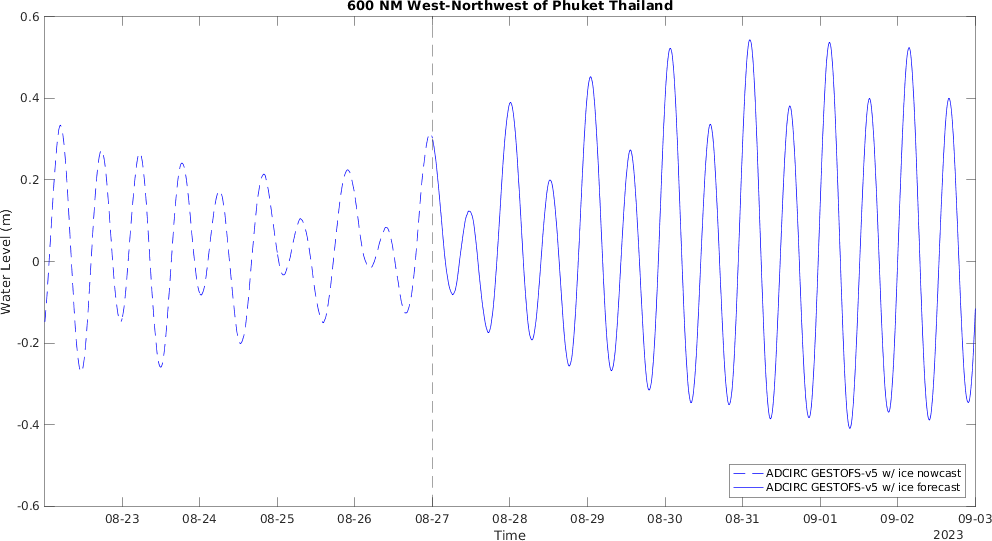 600 NM West-Northwest of Phuket Thailand
0.6
0.4
0.2
0
-0.2
-0.4
-0.6
Water Level (m)
ADCIRC GESTOFS-v5 w/ ice nowcast
ADCIRC GESTOFS-v5 w/ ice forecast
08-23 08-24 08-25 08-26 08-27 08-28 08-29 08-30 08-31 09-01 09-02 09-03
Time
2023